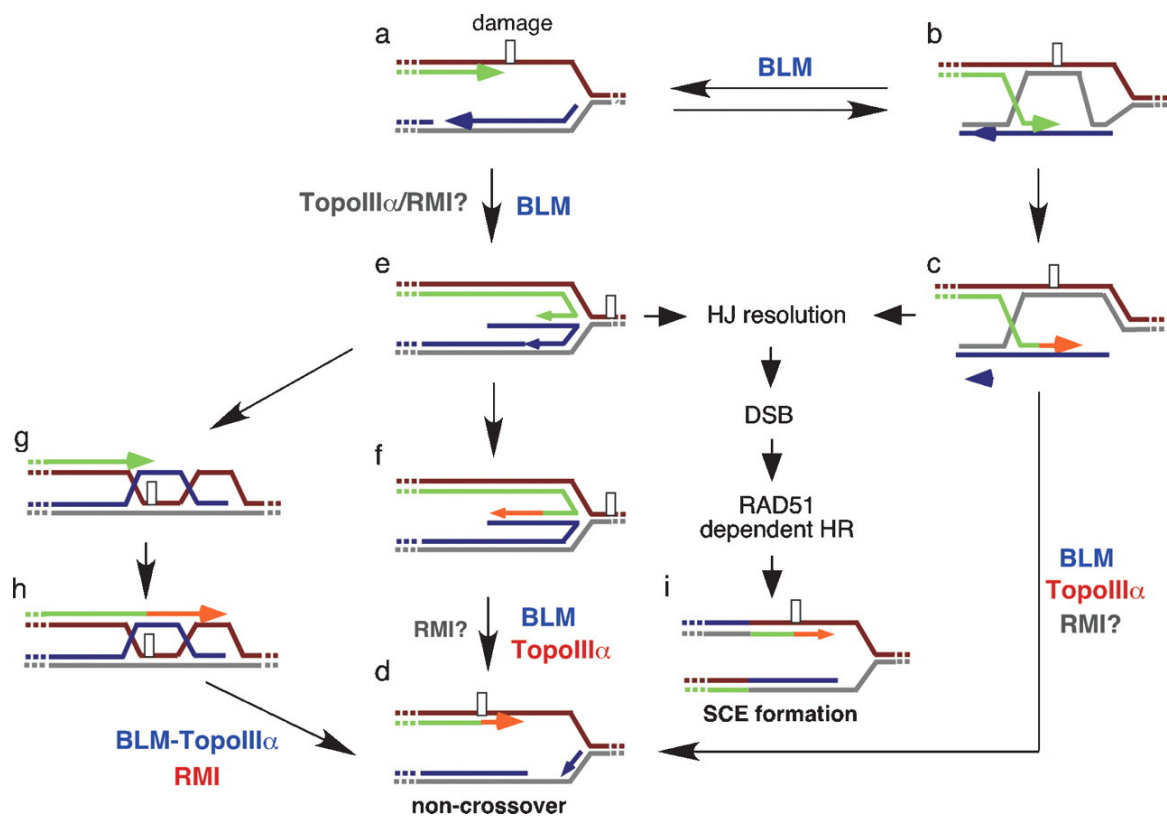 a
damage
b
BLM
TopoIIIα/RMI?
BLM
e
HJ resolution
c
DSB
g
f
RAD51
dependent HR
h
RMI?
BLM
TopoIIIα
i
BLM
TopoIIIα
RMI?
d
SCE formation
BLM-TopoIIIα
RMI
non-crossover